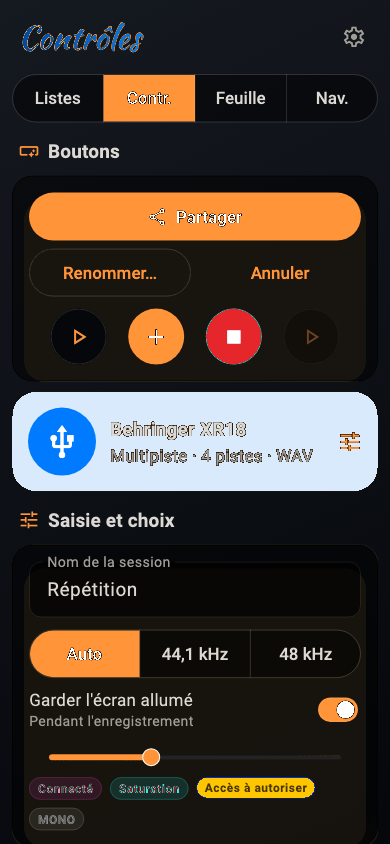 Contrôles
Listes
Contr.
Feuille
Nav.
Boutons
Partager
Renommer…
Annuler
Behringer XR18
Multipiste · 4 pistes · WAV
Saisie et choix
Nom de la session
Répétition
Auto
44,1 kHz
48 kHz
Garder l'écran allumé
Pendant l'enregistrement
Connecté
Saturation
Accès à autoriser
MONO